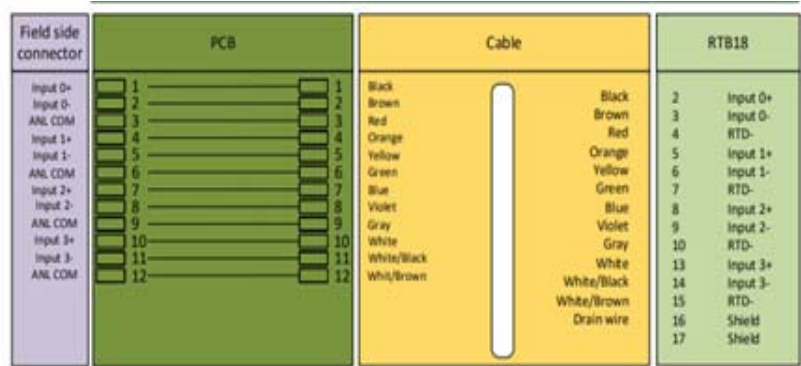 Field side connector PCB Cable RTB18
Input 0+ 1 1 Black Black 2 Input 0+
Input 0- 2 2 Brown Brown 3 Input 0-
ANL COM 3 3 Red Red 4 RTD-
Input 1+ 4 4 Orange Orange 5 Input 1+
Input 1- 5 5 Yellow Yellow 6 Input 1-
ANL COM 6 6 Green Green 7 RTD-
Input 2+ 7 7 Blue Blue 8 Input 2+
Input 2- 8 8 Violet Violet 9 Input 2-
ANL COM 9 9 Gray Gray 10 RTD-
Input 3+ 10 10 White White 13 Input 3+
Input 3- 11 11 White/Black White/Black 14 Input 3-
ANL COM 12 12 Whit/Brown White/Brown 15 RTD-
Drain wire 16 Shield
17 Shield